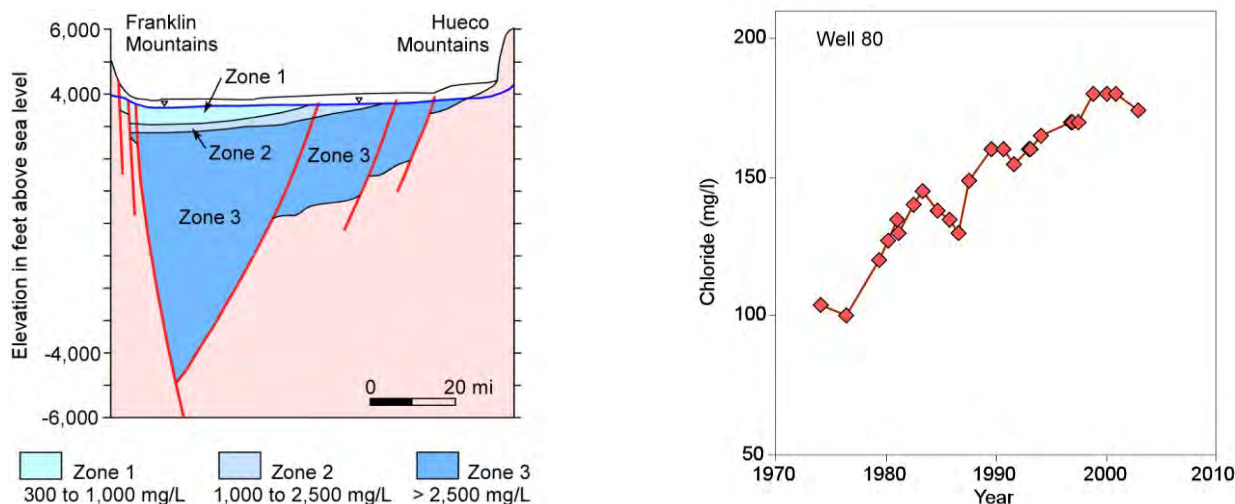 Franklin
Mountains
Hueco
Mountains
Elevation in feet above sea level
6,000
4,000
-4,000
-6,000
Zone 1
Zone 2
Zone 3
Zone 3
0 20 mi
Zone 1
300 to 1,000 mg/L
Zone 2
1,000 to 2,500 mg/L
Zone 3
> 2,500 mg/L
Well 80
Chloride (mg/l)
200
150
100
50
1970 1980 1990 2000 2010
Year